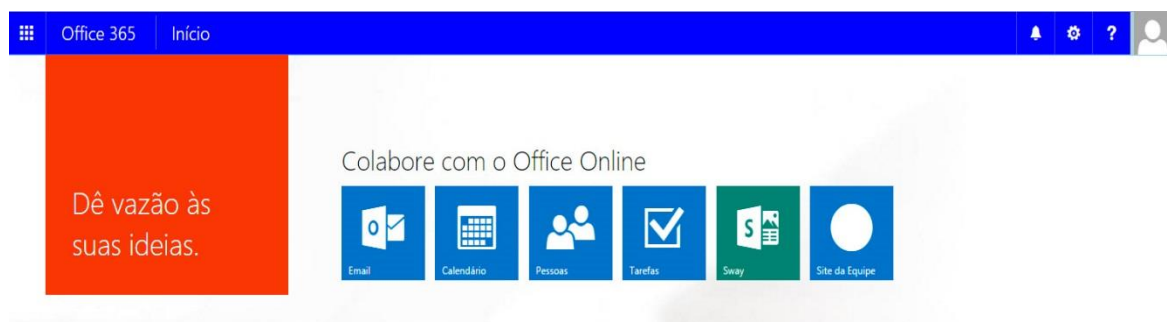 Office 365 Início ?
Dê vazão às
suas ideias.
Colabore com o Office Online
Email Calendário Pessoas Tarefas Sway Site da Equipe